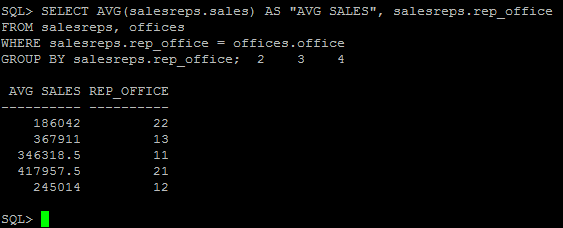 SQL> SELECT AVG(salesreps.sales) AS "AVG SALES", salesreps.rep_office
FROM salesreps, offices
WHERE salesreps.rep_office = offices.office
GROUP BY salesreps.rep_office;  2    3    4

 AVG SALES REP_OFFICE
---------- ----------
    186042         22
    367911         13
  346318.5         11
  417957.5         21
    245014         12

SQL>